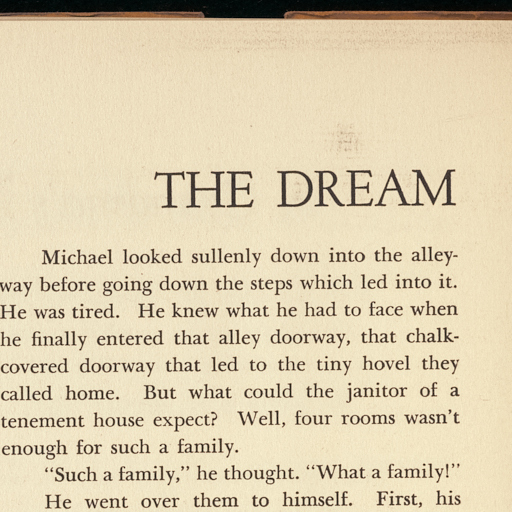 THE DREAM
Michael looked sullenly down into the alley-
way before going down the steps which led into it.
He was tired. He knew what he had to face when
he finally entered that alley doorway, that chalk-
covered doorway that led to the tiny hovel they
called home. But what could the janitor of a
tenement house expect? Well, four rooms wasn't
enough for such a family.
"Such a family," he thought. "What a family!"
He went over them to himself. First, his